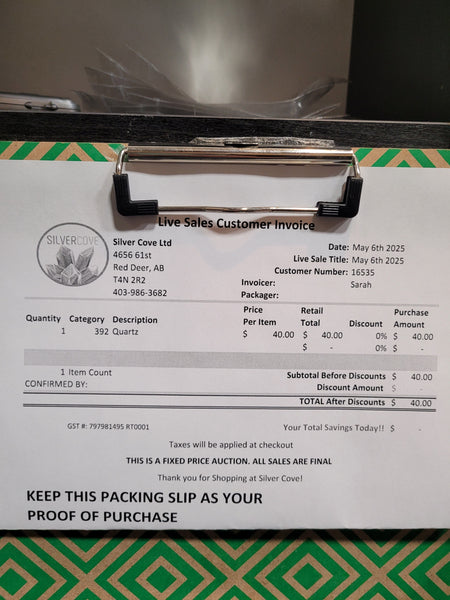 Live Sales Customer Invoice
SILVERCOVE
Silver Cove Ltd
4656 61st
Red Deer, AB
T4N 2R2
403-986-3682
Date: May 6th 2025
Live Sale Title: May 6th 2025
Customer Number: 16535
Invoicer: Sarah
Packager:
Quantity Category Description Price Per Item Retail Total Discount Purchase Amount
1 392 Quartz $ 40.00 $ 40.00 0% $ 40.00
$ - 0% $ -
1 Item Count Subtotal Before Discounts $ 40.00
CONFIRMED BY: Discount Amount $ -
TOTAL After Discounts $ 40.00
GST #: 797981495 RT0001 Your Total Savings Today!! $ -
Taxes will be applied at checkout
THIS IS A FIXED PRICE AUCTION. ALL SALES ARE FINAL
Thank you for Shopping at Silver Cove!
KEEP THIS PACKING SLIP AS YOUR
PROOF OF PURCHASE